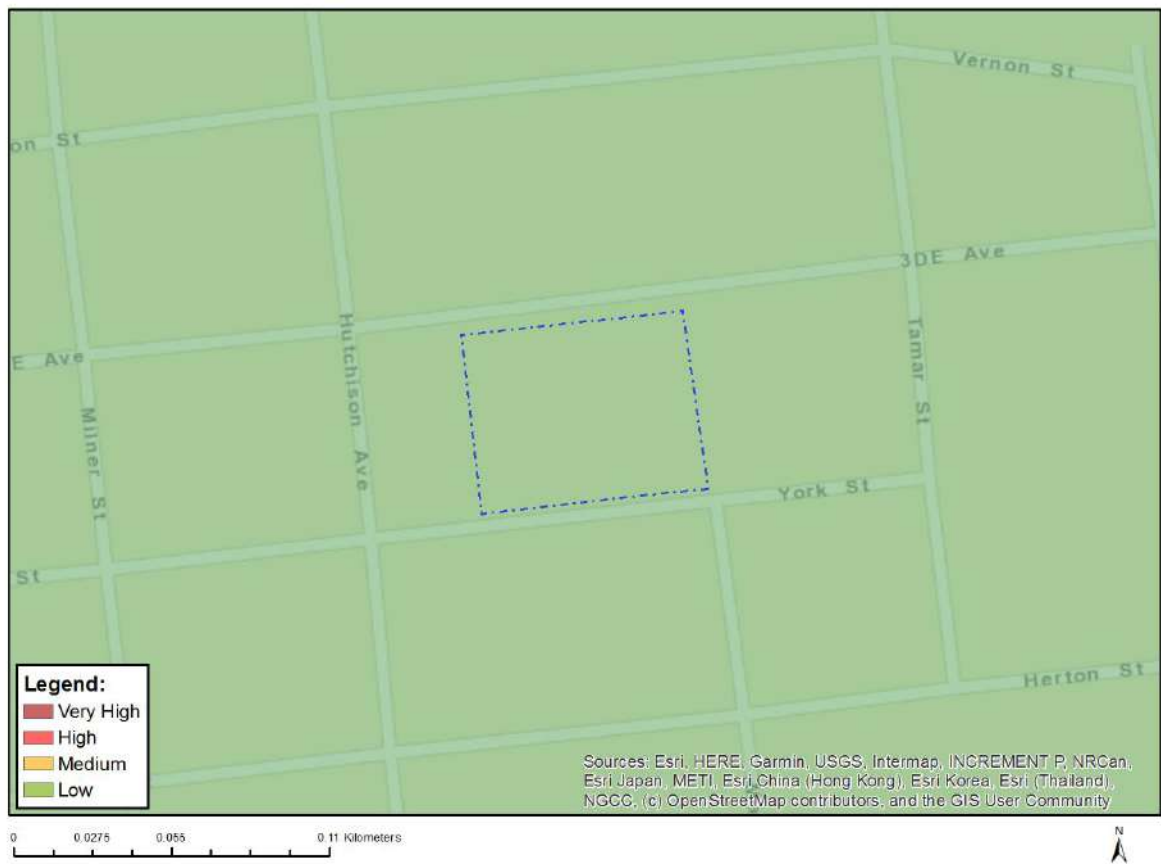 Vernon St
on St
3DE Ave
E Ave
Hutchison Ave
Tamar St
Milner St
York St
St
Herton St
Legend:
Very High
High
Medium
Low
Sources: Esri, HERE, Garmin, USGS, Intermap, INCREMENT P, NRCan,
Esri Japan, METI, Esri China (Hong Kong), Esri Korea, Esri (Thailand),
NGCC, (c) OpenStreetMap contributors, and the GIS User Community
0 0.0275 0.055 0.11 Kilometers
N